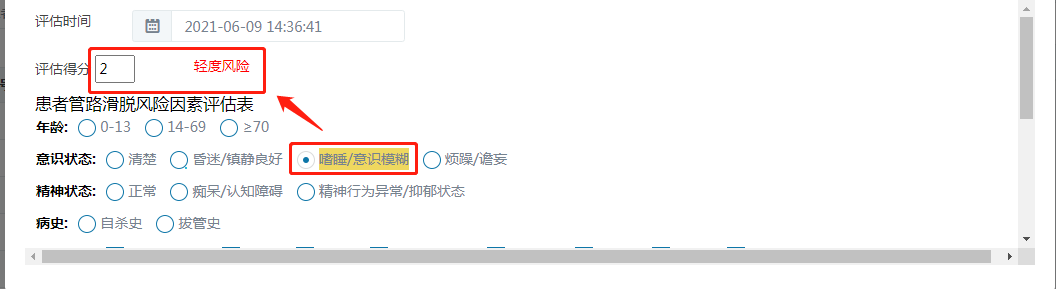 评估时间 2021-06-09 14:36:41
评估得分 2 轻度风险
患者管路滑脱风险因素评估表
年龄: 0-13 14-69 ≥70
意识状态: 清楚 昏迷/镇静良好 嗜睡/意识模糊 烦躁/谵妄
精神状态: 正常 痴呆/认知障碍 精神行为异常/抑郁状态
病史: 自杀史 拔管史